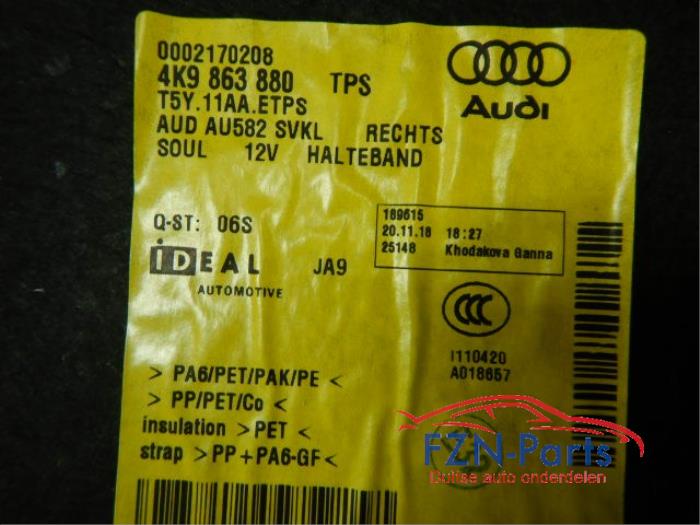 0002170208
4K9 863 880 TPS
T5Y.11AA.ETPS
AUD AU582 SVKL RECHTS
SOUL 12V HALTEBAND
Audi
Q-ST: 06S
189615
20.11.18 18:27
25148 Khodakova Ganna
iDEAL JA9
AUTOMOTIVE
CCC
I110420
A018657
> PA6/PET/PAK/PE <
> PP/PET/Co <
insulation > PET <
strap > PP+PA6-GF <
FZN-Parts
Duitse auto onderdelen